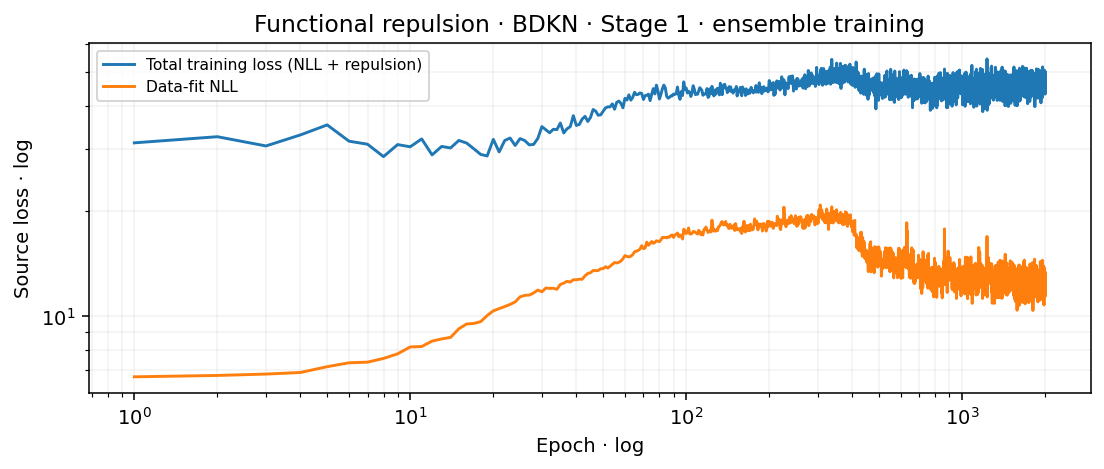 Functional repulsion · BDKN · Stage 1 · ensemble training
Total training loss (NLL + repulsion)
Data-fit NLL
Source loss · log
10¹
10⁰ 10¹ 10² 10³
Epoch · log